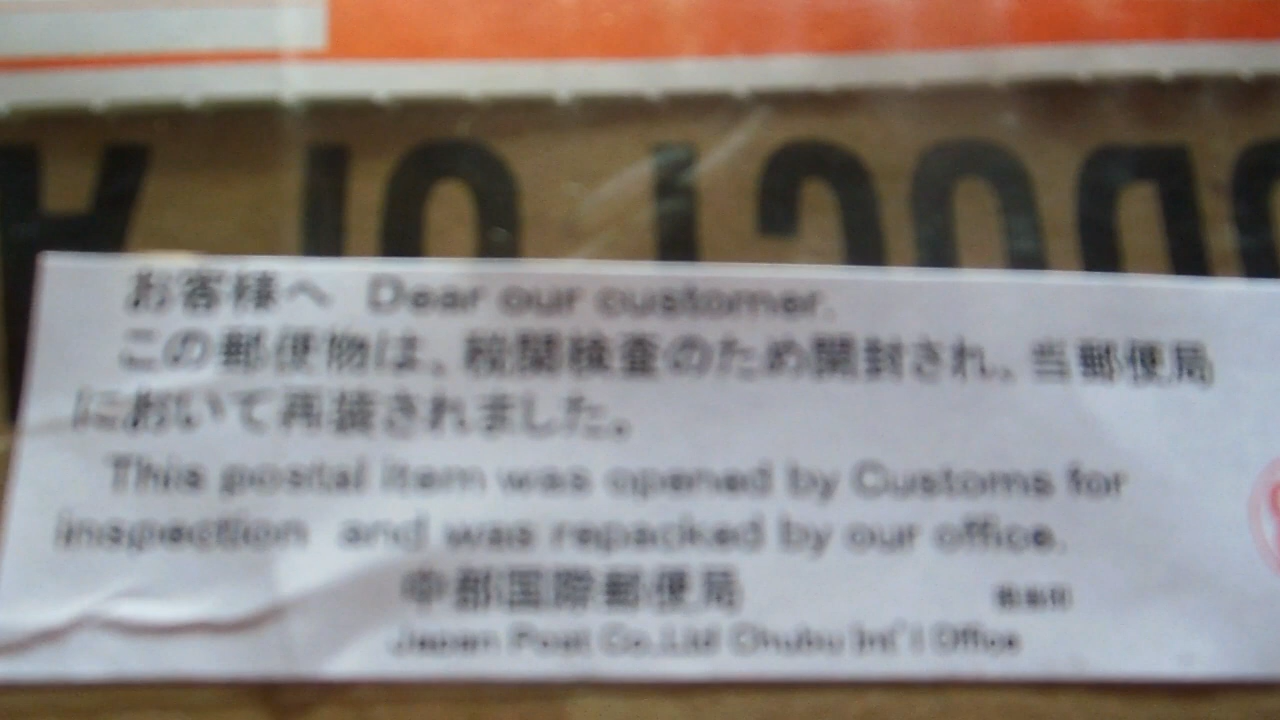 お客様へ Dear our customer.
この郵便物は、税関検査のため開封され、当郵便局
において再装されました。
This postal item was opened by Customs for
inspection and was repacked by our office.
中部国際郵便局
Japan Post Co.,Ltd Chubu Int'l Office